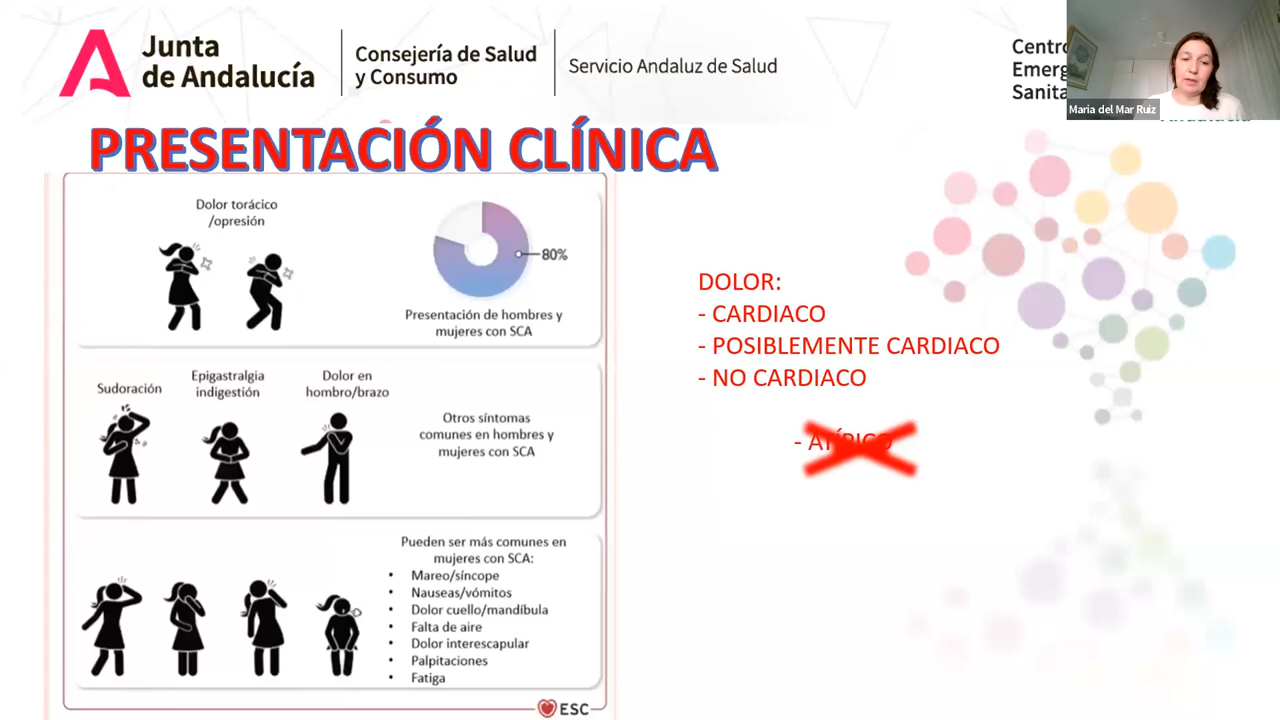 Junta
de Andalucía
Consejería de Salud
y Consumo
Servicio Andaluz de Salud
Centro
Maria del Mar Ruiz
PRESENTACIÓN CLÍNICA
Dolor torácico
/opresión
80%
Presentación de hombres y
mujeres con SCA
Sudoración
Epigastralgia
indigestión
Dolor en
hombro/brazo
Otros síntomas
comunes en hombres y
mujeres con SCA
Pueden ser más comunes en
mujeres con SCA:
• Mareo/síncope
• Nauseas/vómitos
• Dolor cuello/mandíbula
• Falta de aire
• Dolor interescapular
• Palpitaciones
• Fatiga
ESC
DOLOR:
- CARDIACO
- POSIBLEMENTE CARDIACO
- NO CARDIACO
- ATÍPICO